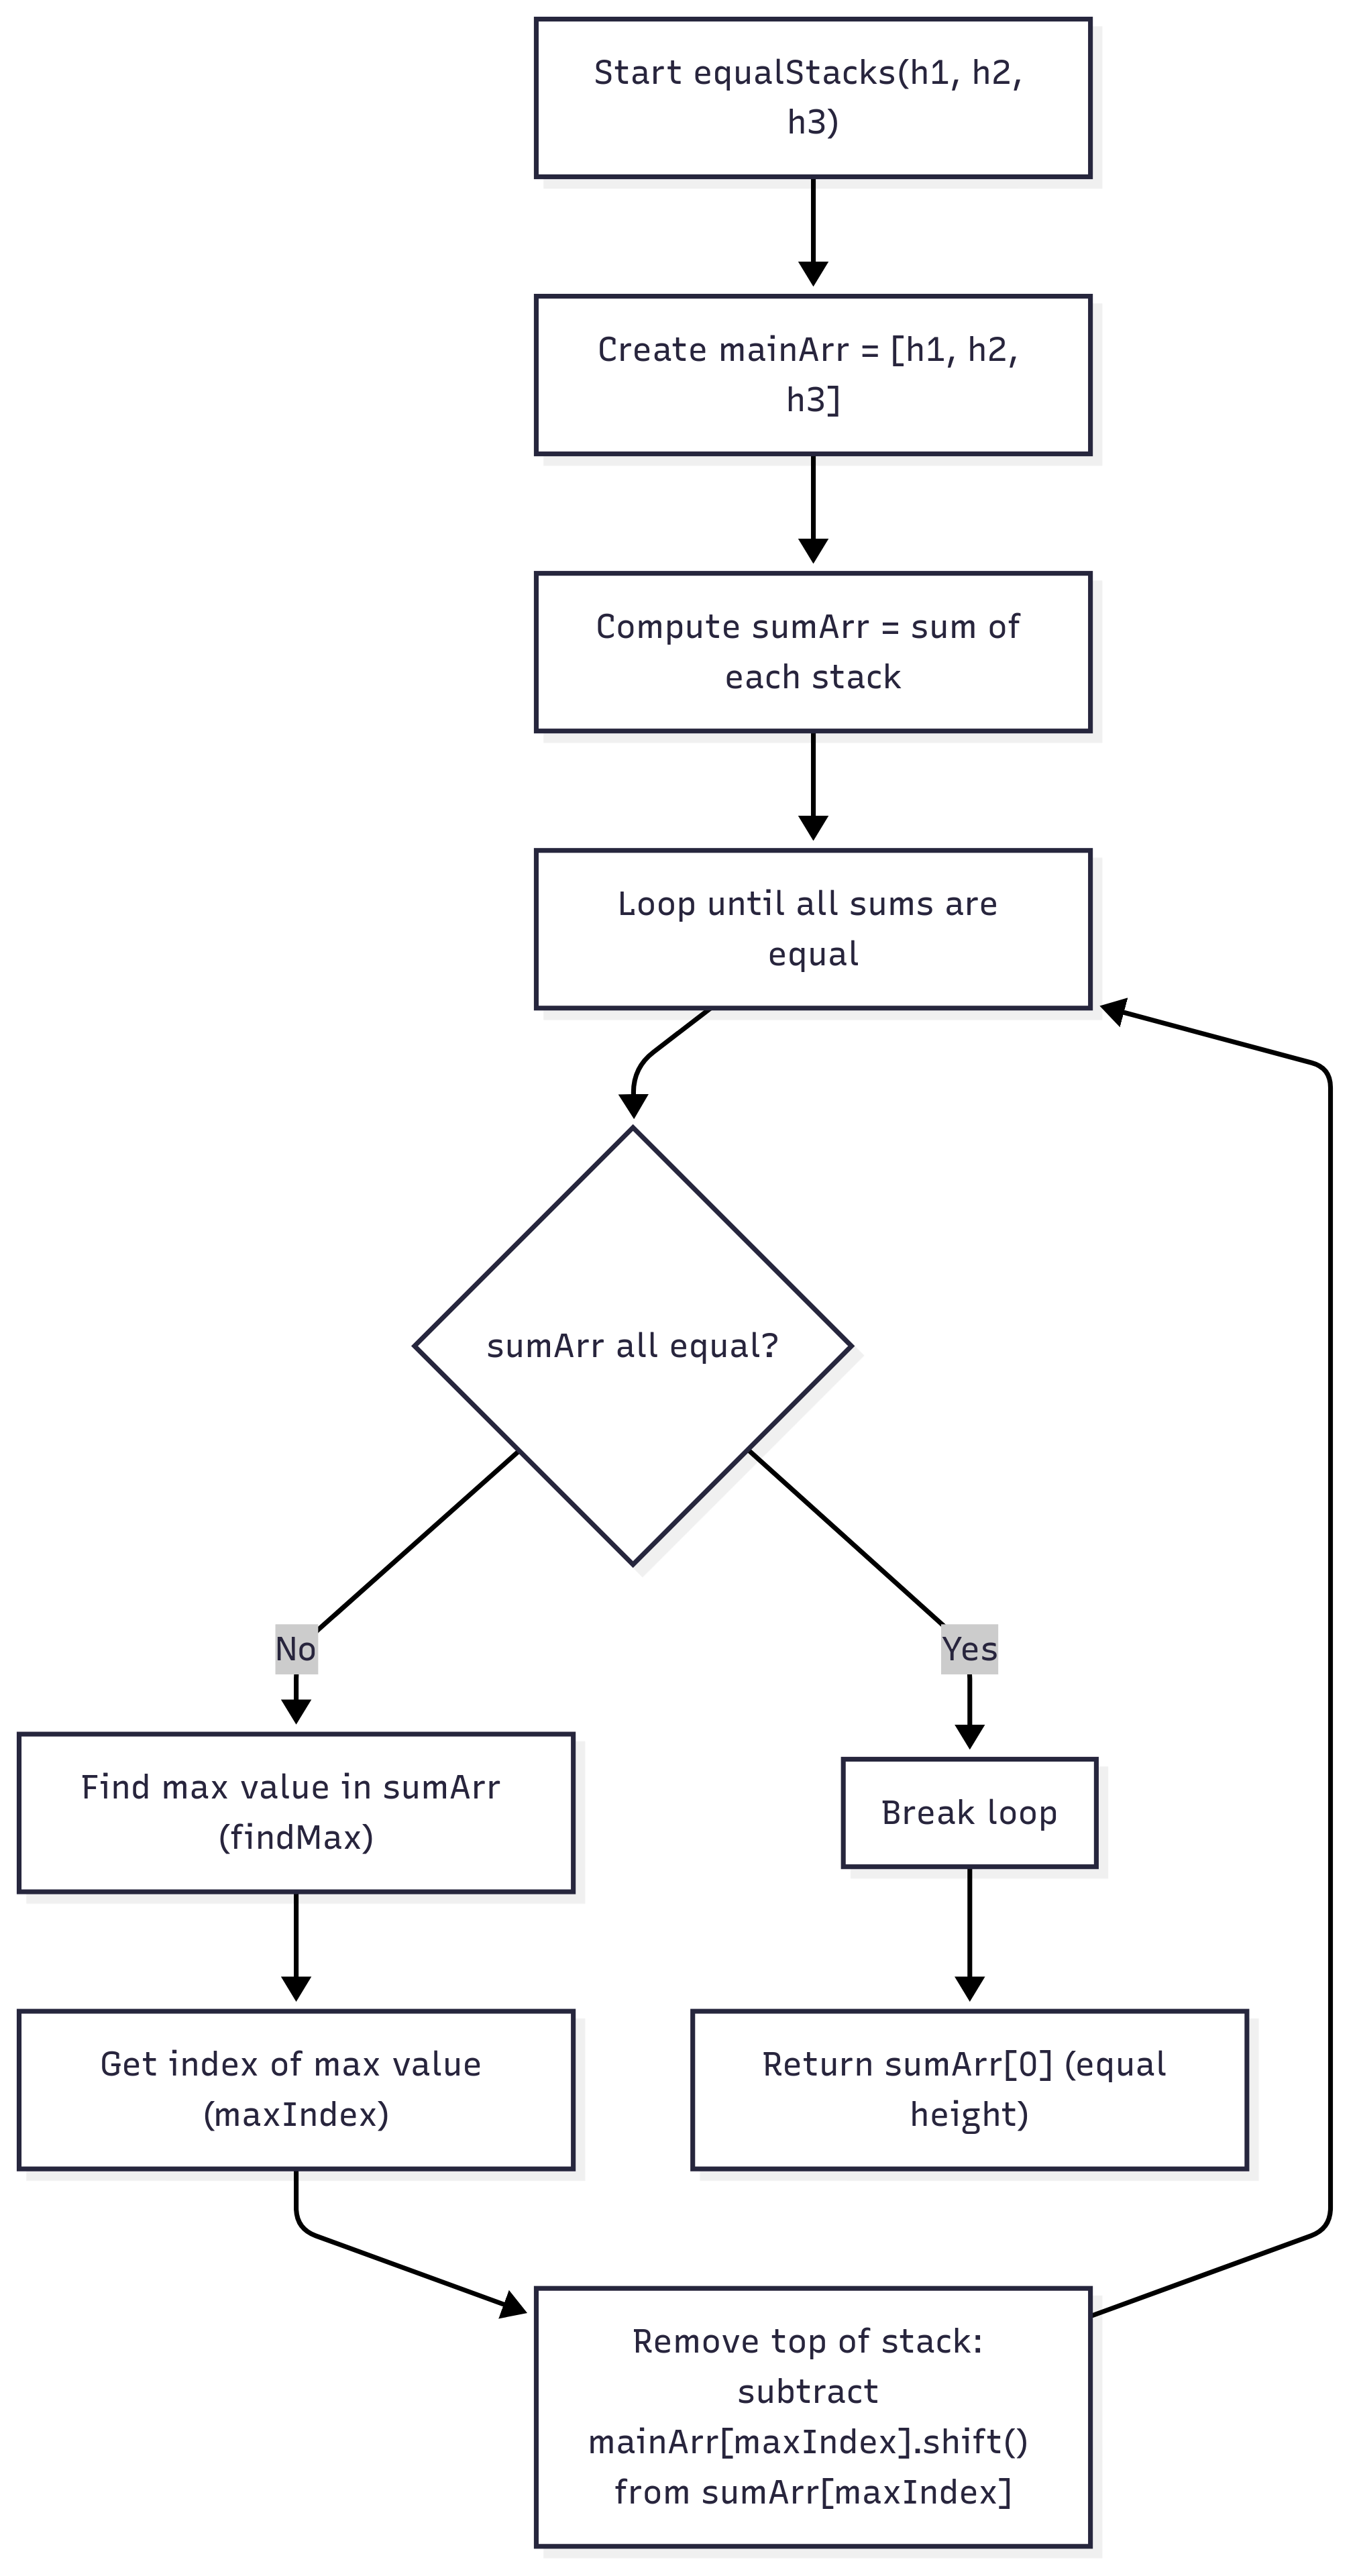 Start equalStacks(h1, h2,
h3)
Create mainArr = [h1, h2,
h3]
Compute sumArr = sum of
each stack
Loop until all sums are
equal
sumArr all equal?
No
Yes
Find max value in sumArr
(findMax)
Break loop
Get index of max value
(maxIndex)
Return sumArr[0] (equal
height)
Remove top of stack:
subtract
mainArr[maxIndex].shift()
from sumArr[maxIndex]